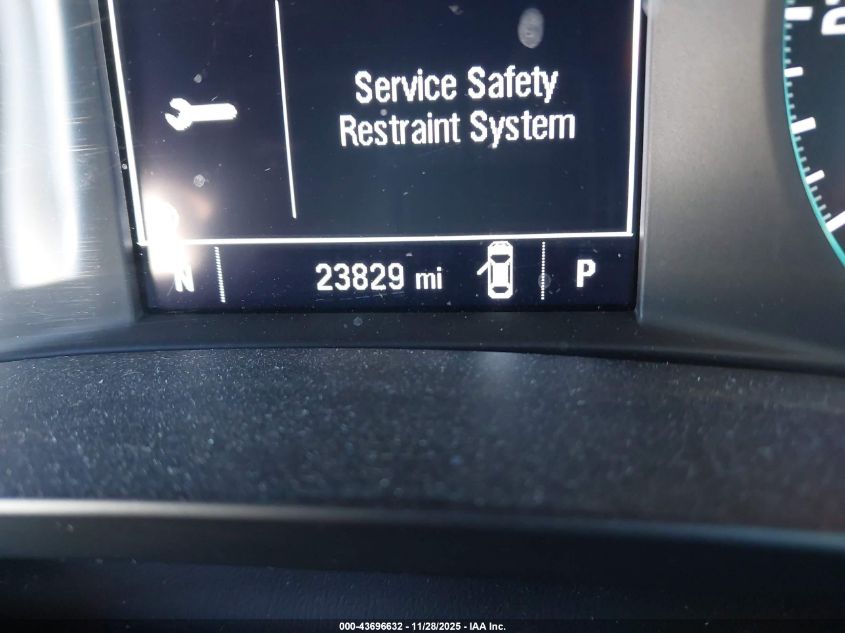 Service Safety
Restraint System
N
23829 mi
P
000-43696632 - 11/28/2025 - IAA Inc.